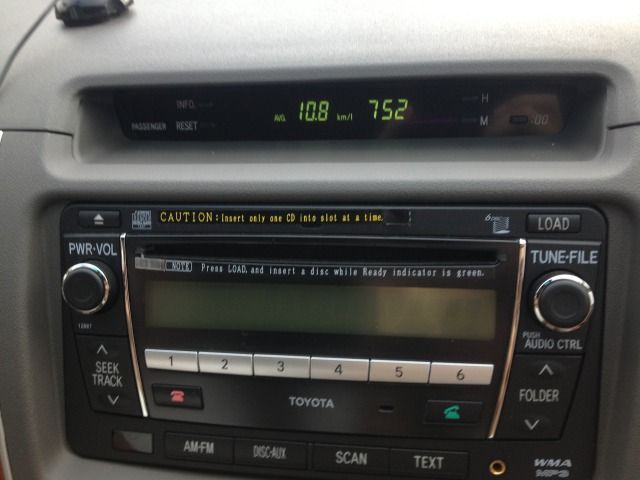 INFO. H
AVG. 10.8 km/l 752
PASSENGER RESET M :00
CAUTION: Insert only one CD into slot at a time.
LOAD
PWR·VOL TUNE·FILE
NOTE Press LOAD, and insert a disc while Ready indicator is green.
PUSH
AUDIO CTRL
SEEK
TRACK
1 2 3 4 5 6
FOLDER
TOYOTA
AM·FM DISC·AUX SCAN TEXT
WMA
MP3